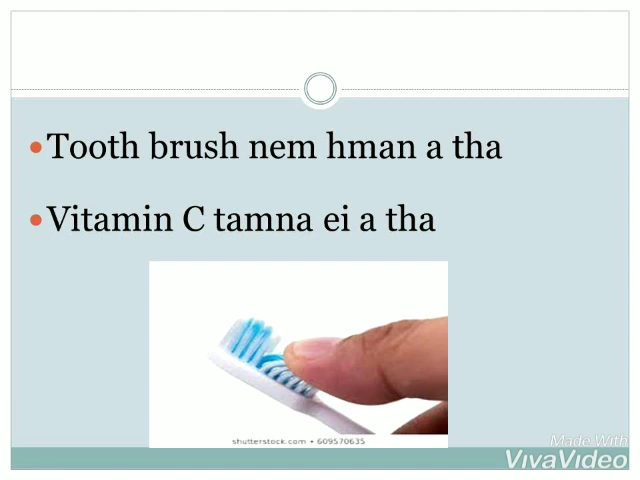 Tooth brush nem hman a tha
Vitamin C tamna ei a tha
shutterstock.com • 609570635
Made With
VivaVideo